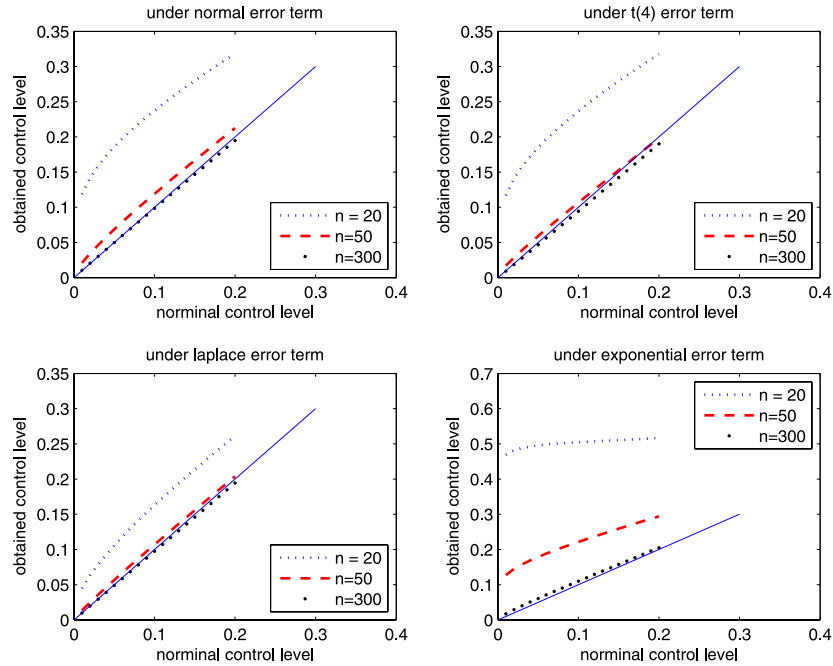 under normal error term
0.35
0.3
0.25
0.2
0.15
0.1
0.05
0
obtained control level
n = 20
n=50
n=300
0
0.1
0.2
0.3
0.4
norminal control level
under t(4) error term
0.35
0.3
0.25
0.2
0.15
0.1
0.05
0
obtained control level
n = 20
n=50
n=300
0
0.1
0.2
0.3
0.4
norminal control level
under laplace error term
0.35
0.3
0.25
0.2
0.15
0.1
0.05
0
obtained control level
n = 20
n=50
n=300
0
0.1
0.2
0.3
0.4
norminal control level
under exponential error term
0.7
0.6
0.5
0.4
0.3
0.2
0.1
0
obtained control level
n = 20
n=50
n=300
0
0.1
0.2
0.3
0.4
norminal control level